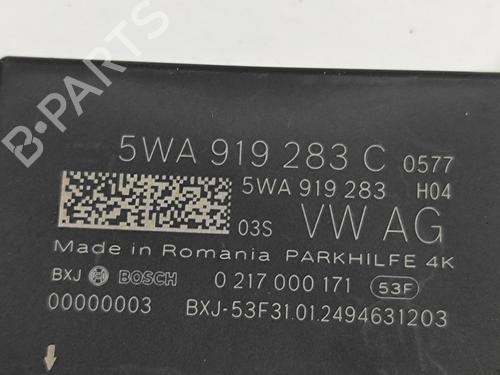 B-PARTS
5WA 919 283 C 0577
5WA 919 283 H04
03S VW AG
Made in Romania PARKHILFE 4K
BXJ BOSCH 0 217 000 171 53F
00000003 BXJ-53F31.01.2494631203